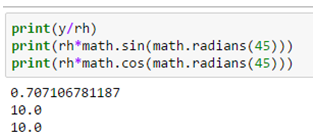 print(y/rh)
print(rh*math.sin(math.radians(45)))
print(rh*math.cos(math.radians(45)))
0.707106781187
10.0
10.0